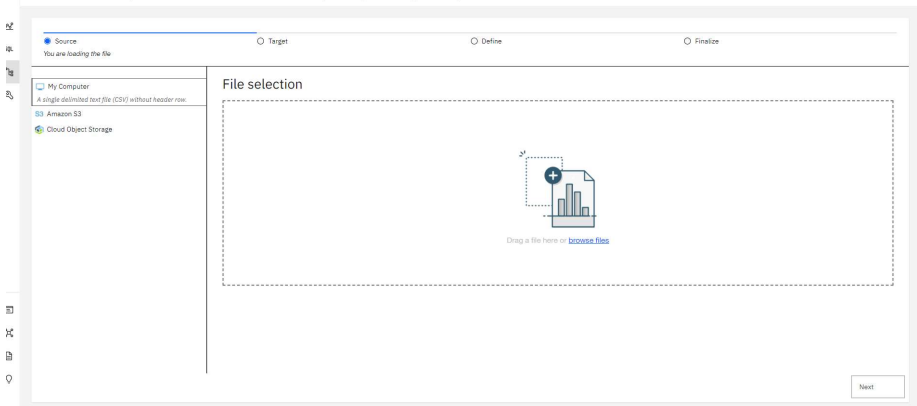 Source
Target
Define
Finalize
You are loading the file
My Computer
A single delimited text file (CSV) without header row.
S3 Amazon S3
Cloud Object Storage
File selection
Drag a file here or browse files
Next